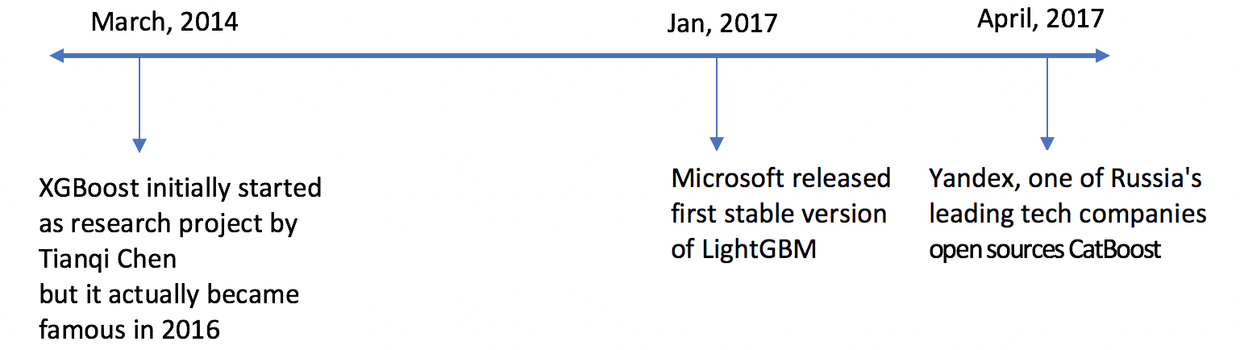 March, 2014
Jan, 2017
April, 2017
XGBoost initially started
as research project by
Tianqi Chen
but it actually became
famous in 2016
Microsoft released
first stable version
of LightGBM
Yandex, one of Russia's
leading tech companies
open sources CatBoost